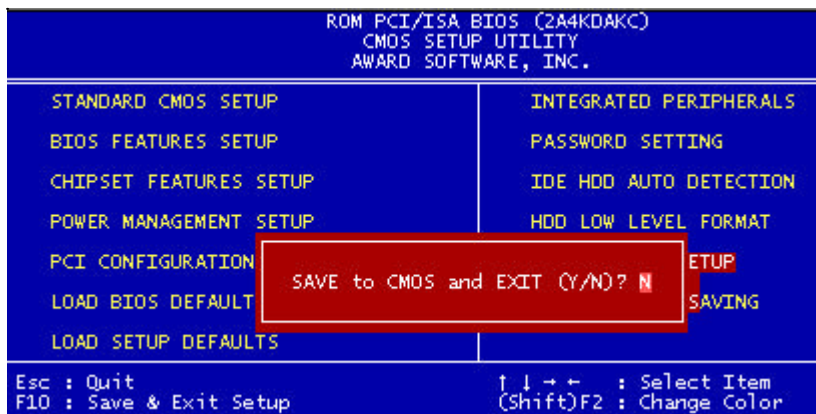 ROM PCI/ISA BIOS (2A4KDAKC)
CMOS SETUP UTILITY
AWARD SOFTWARE, INC.
STANDARD CMOS SETUP
BIOS FEATURES SETUP
CHIPSET FEATURES SETUP
POWER MANAGEMENT SETUP
PCI CONFIGURATION
LOAD BIOS DEFAULT
LOAD SETUP DEFAULTS
INTEGRATED PERIPHERALS
PASSWORD SETTING
IDE HDD AUTO DETECTION
HDD LOW LEVEL FORMAT
ETUP
SAVING
SAVE to CMOS and EXIT (Y/N)? N
Esc : Quit
F10 : Save & Exit Setup
↑ ↓ → ← : Select Item
(Shift)F2 : Change Color